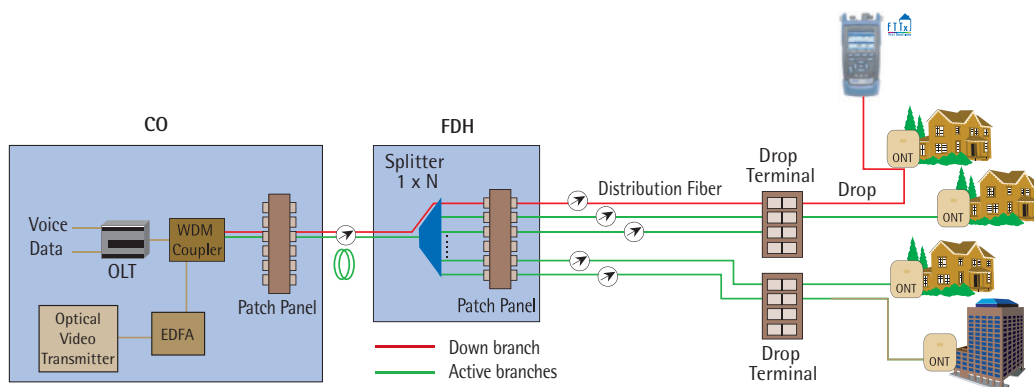 FTTx
CO
FDH
Splitter
1 x N
Drop
Terminal
ONT
Distribution Fiber
Drop
ONT
Voice
Data
WDM
Coupler
OLT
Patch Panel
Patch Panel
ONT
Optical
Video
Transmitter
EDFA
Down branch
Active branches
Drop
Terminal
ONT